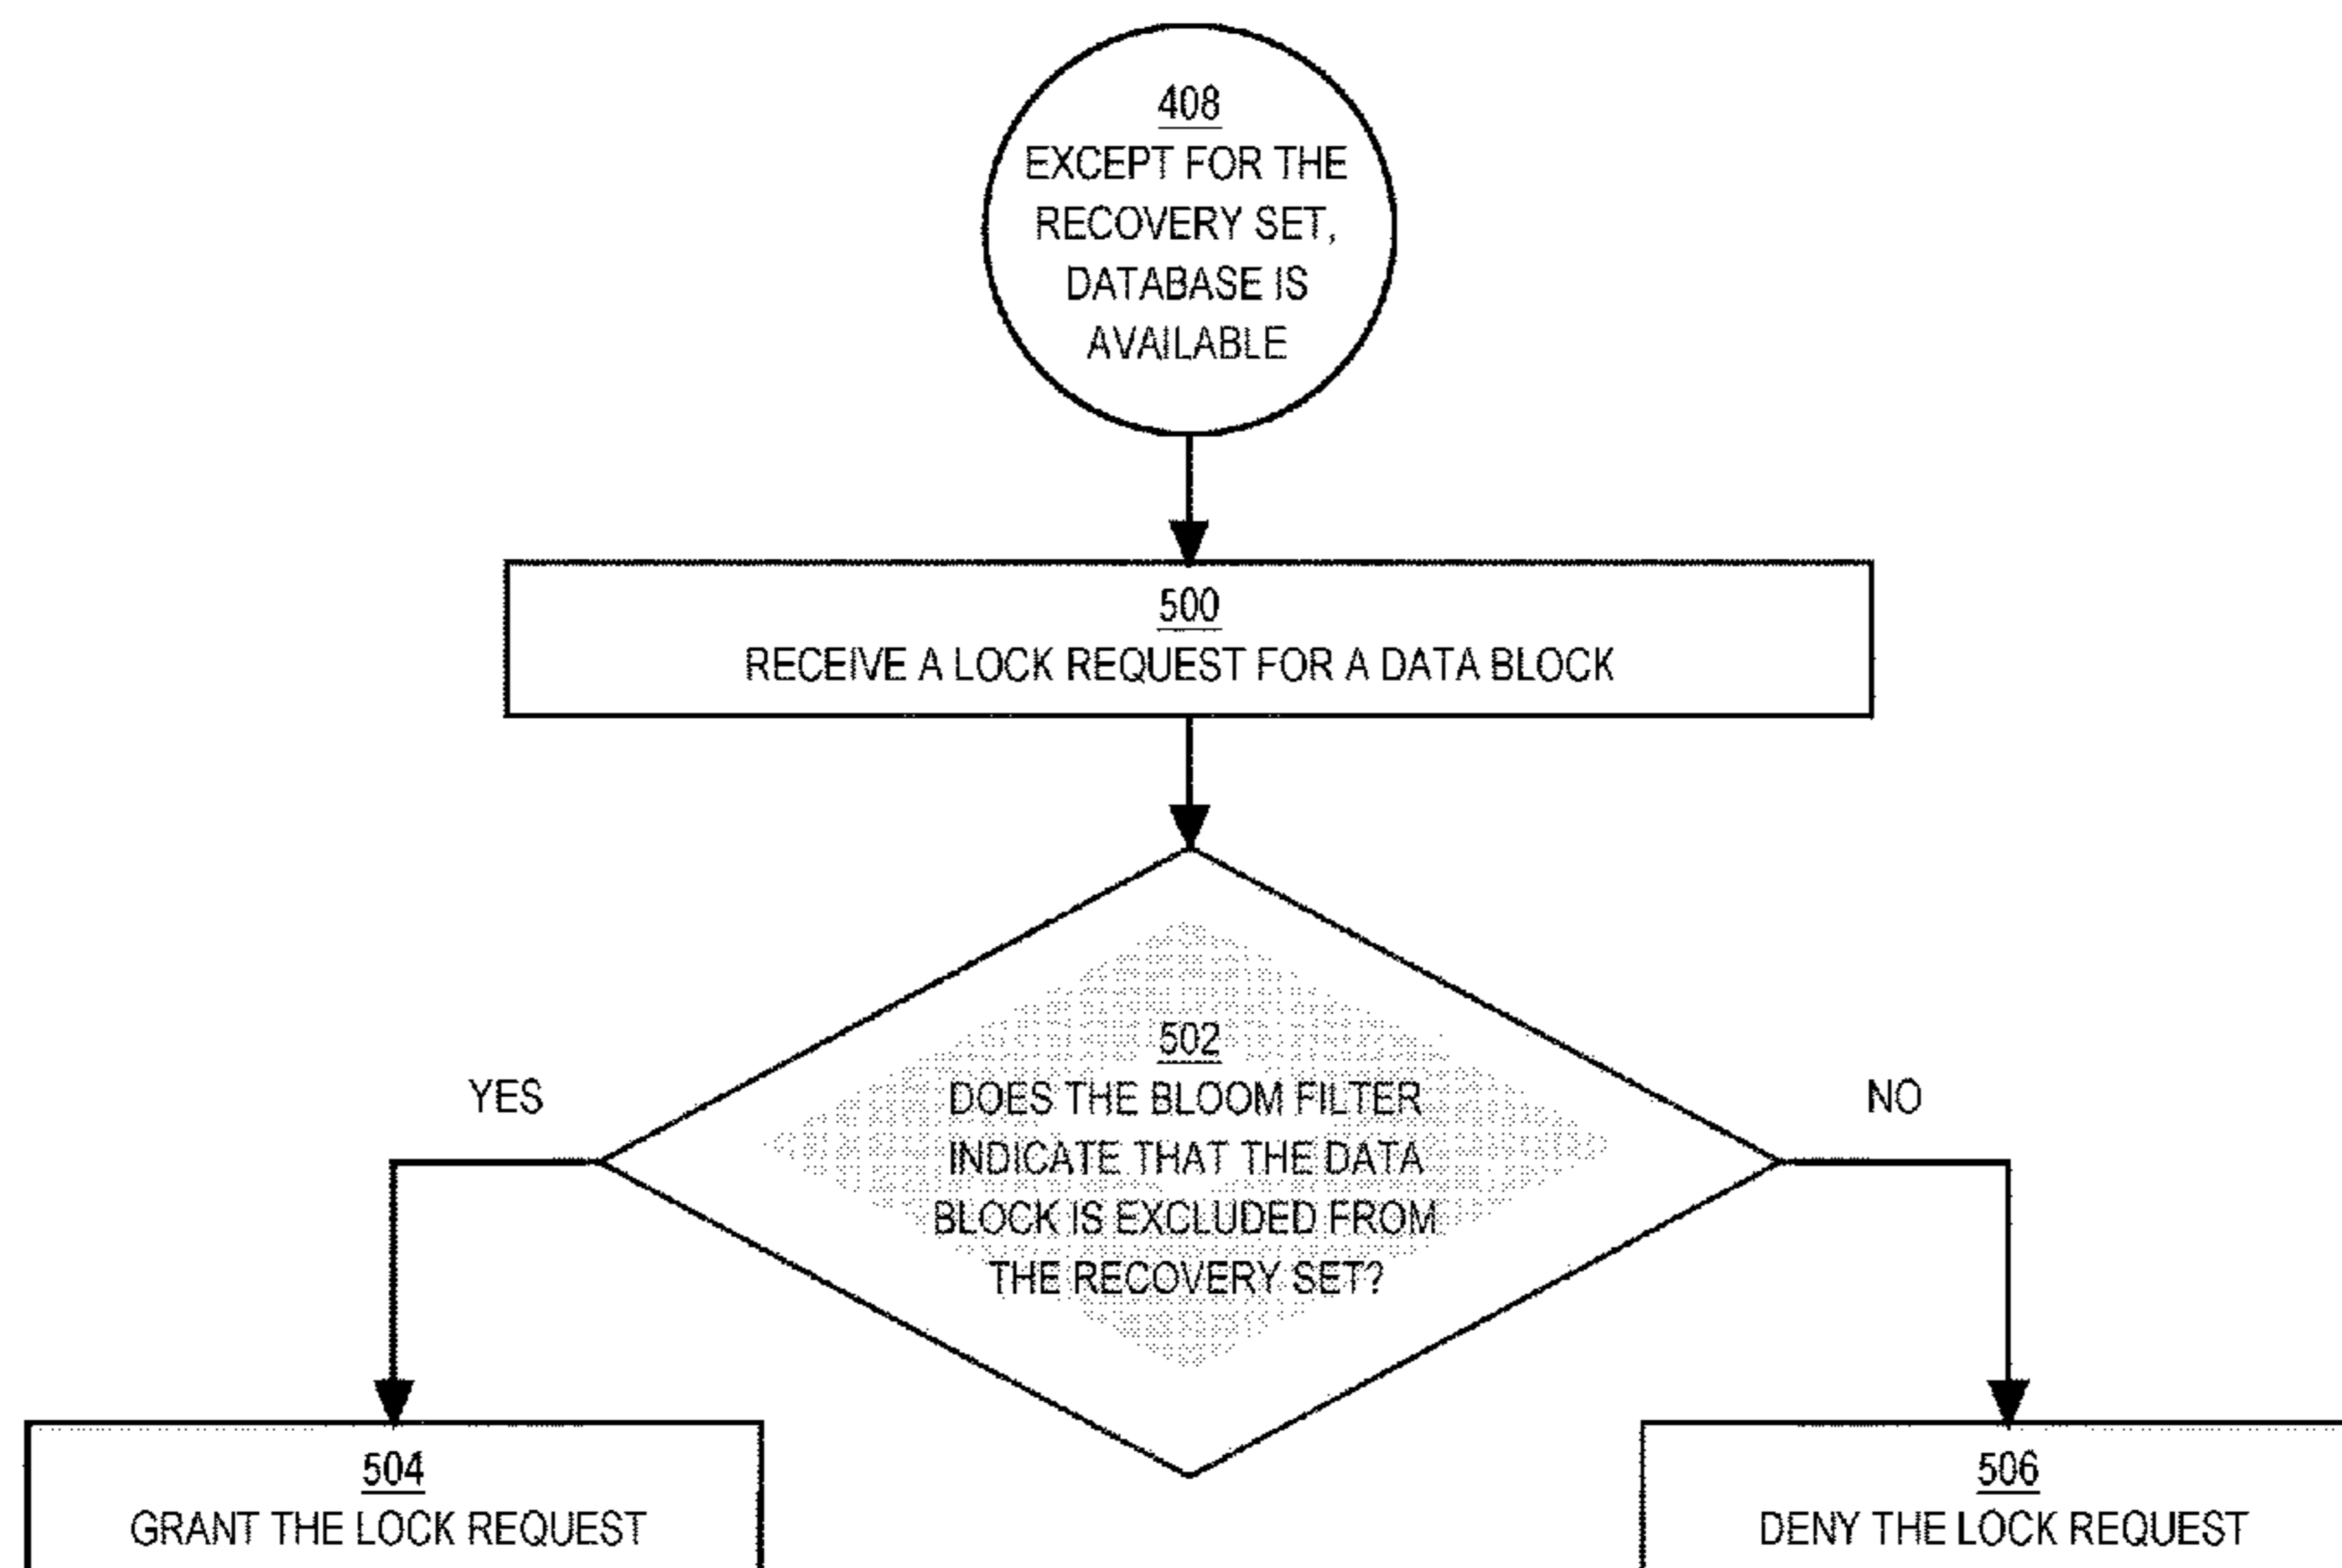 408
EXCEPT FOR THE
RECOVERY SET,
DATABASE IS
AVAILABLE
500
RECEIVE A LOCK REQUEST FOR A DATA BLOCK
502
DOES THE BLOOM FILTER
INDICATE THAT THE DATA
BLOCK IS EXCLUDED FROM
THE RECOVERY SET?
YES
NO
504
GRANT THE LOCK REQUEST
506
DENY THE LOCK REQUEST